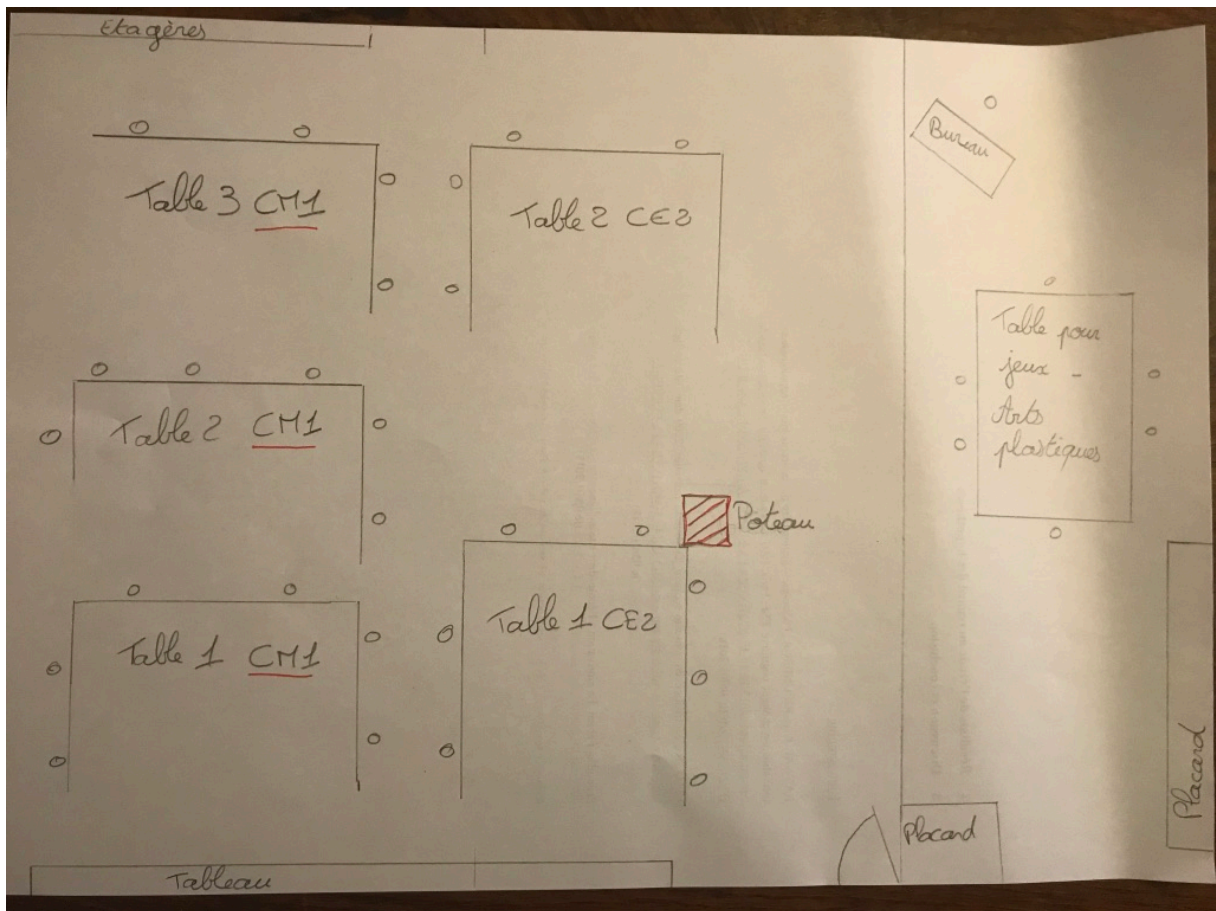 Etagères
Bureau
Table 3 CM1
Table 2 CE2
Table pour
jeux -
Arts
plastiques
Table 2 CM1
Poteau
Table 1 CE2
Table 1 CM1
Placard
Placard
Tableau